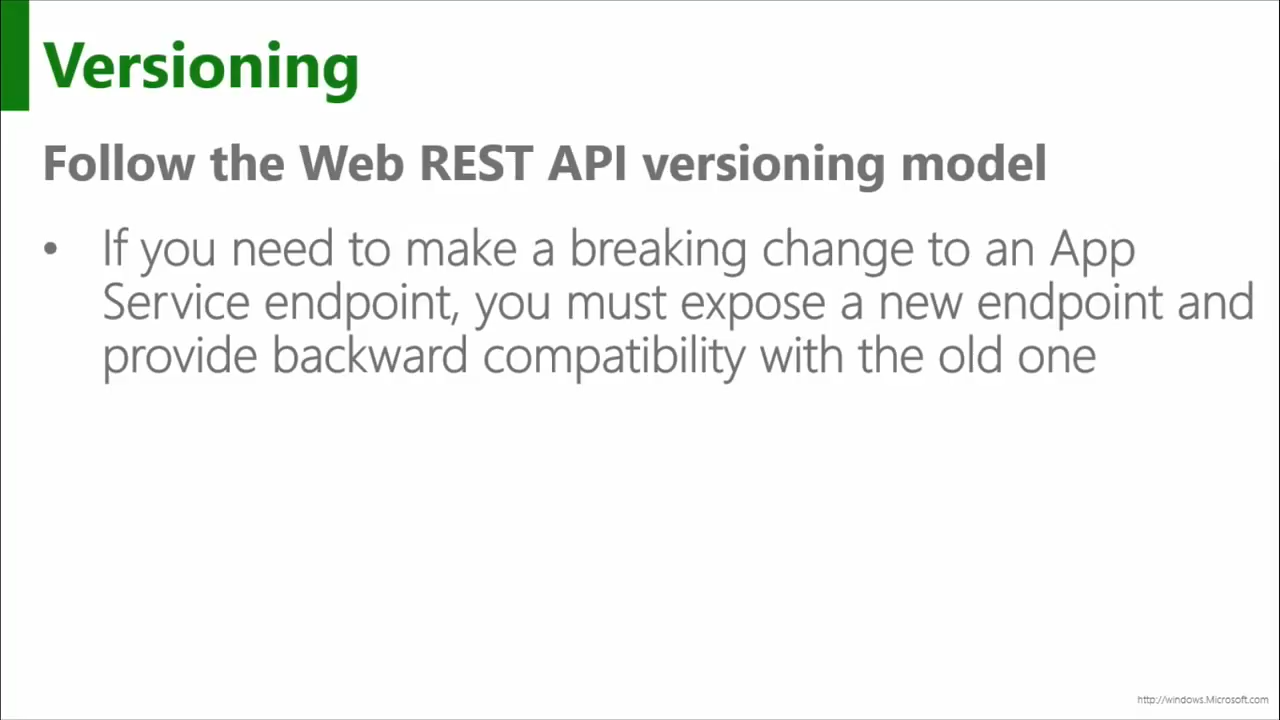 Versioning
Follow the Web REST API versioning model
• If you need to make a breaking change to an App
Service endpoint, you must expose a new endpoint and
provide backward compatibility with the old one
http://windows.Microsoft.com